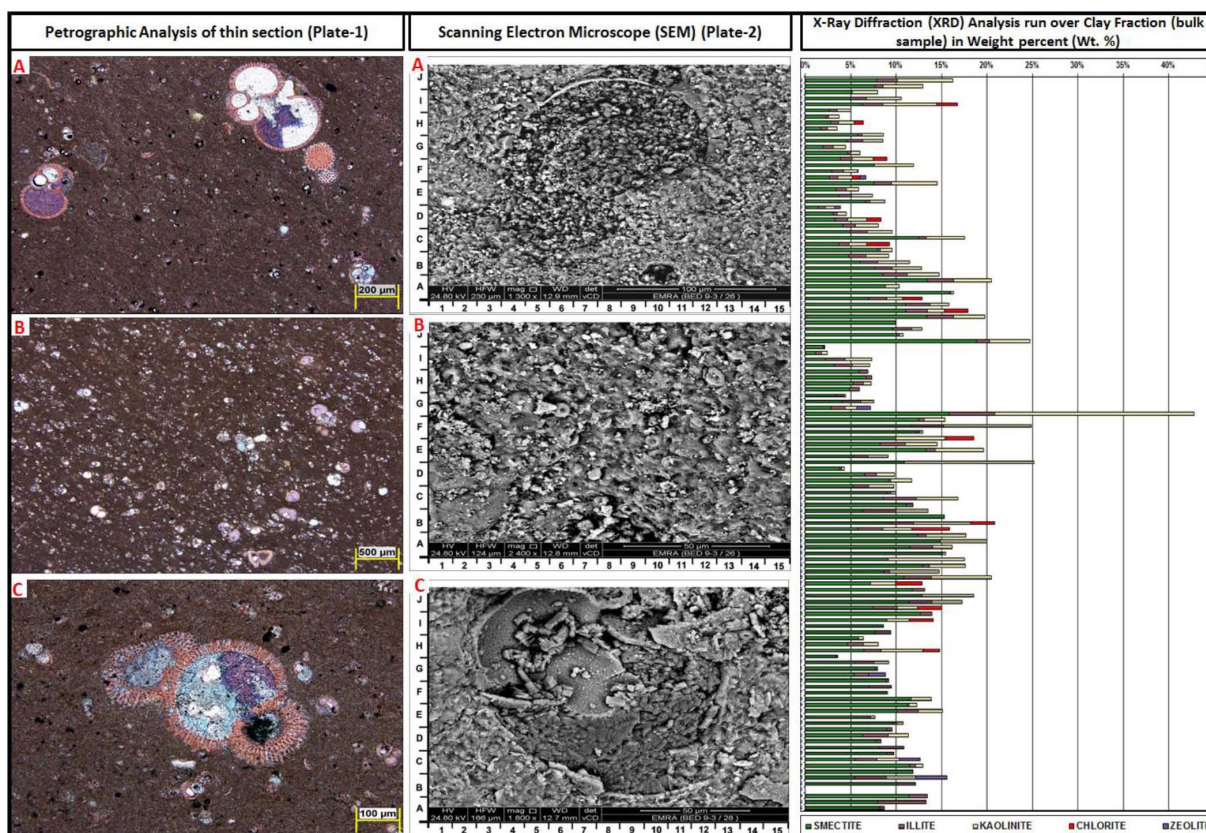 Petrographic Analysis of thin section (Plate-1)
Scanning Electron Microscope (SEM) (Plate-2)
X-Ray Diffraction (XRD) Analysis run over Clay Fraction (bulk
sample) in Weight percent (Wt. %)
A
200 µm
B
500 µm
C
100 µm
A
J
I
H
G
F
E
D
C
B
A
HV HFW mag WD det 100 µm
24.80 kV 230 µm 1 300 x 12.9 mm vCD EMRA (BED 9-3 / 26)
1 2 3 4 5 6 7 8 9 10 11 12 13 14 15
B
J
I
H
G
F
E
D
C
B
A
HV HFW mag WD det 50 µm
24.80 kV 124 µm 2 400 x 12.8 mm vCD EMRA (BED 9-3 / 26)
1 2 3 4 5 6 7 8 9 10 11 12 13 14 15
C
J
I
H
G
F
E
D
C
B
A
HV HFW mag WD det 50 µm
24.80 kV 166 µm 1 800 x 12.7 mm vCD EMRA (BED 9-3 / 28)
1 2 3 4 5 6 7 8 9 10 11 12 13 14 15
0% 5% 10% 15% 20% 25% 30% 35% 40%
SMECTITE ILLITE KAOLINITE CHLORITE ZEOLIT